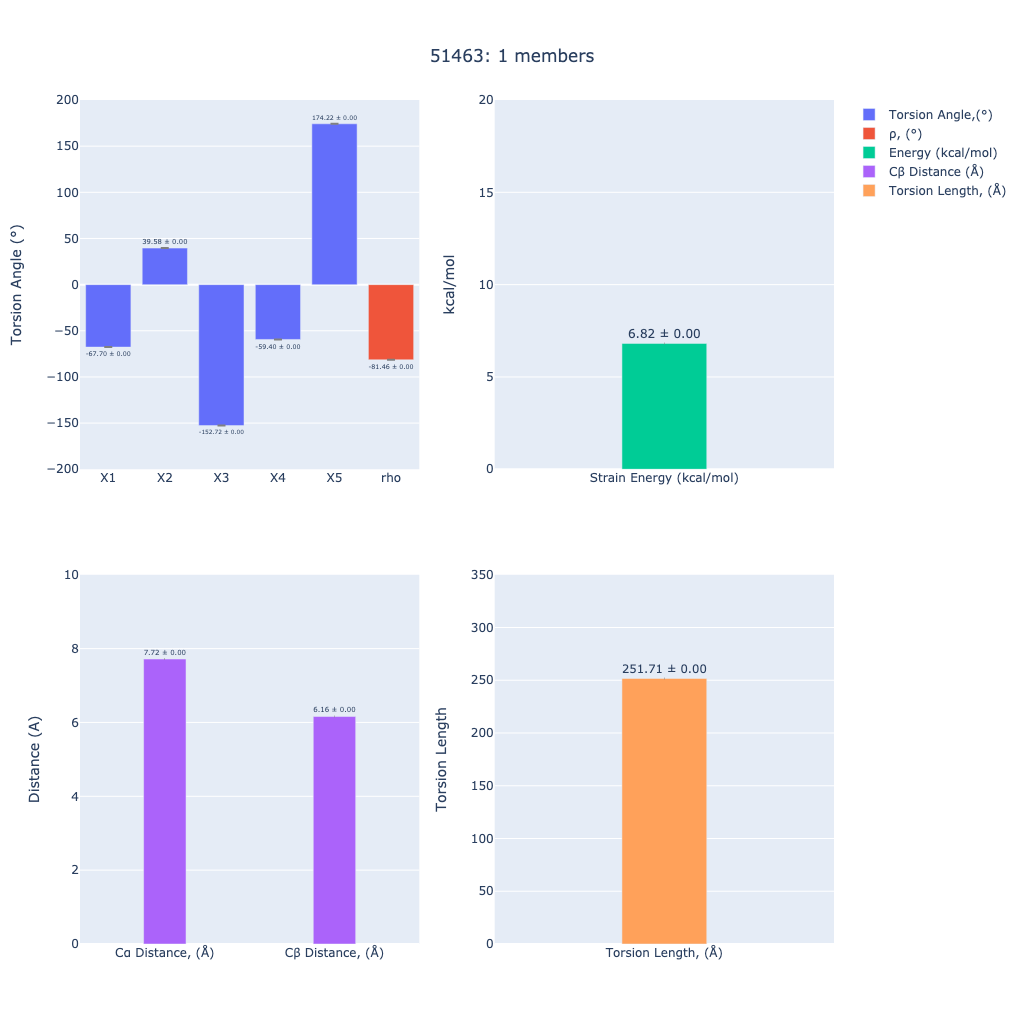 51463: 1 members
Torsion Angle (°)
200
150
100
50
0
−50
−100
−150
−200
-67.70 ± 0.00
39.58 ± 0.00
-152.72 ± 0.00
-59.40 ± 0.00
174.22 ± 0.00
-81.46 ± 0.00
X1 X2 X3 X4 X5 rho
kcal/mol
20
15
10
5
0
6.82 ± 0.00
Strain Energy (kcal/mol)
Torsion Angle,(°)
ρ, (°)
Energy (kcal/mol)
Cβ Distance (Å)
Torsion Length, (Å)
Distance (A)
10
8
6
4
2
0
7.72 ± 0.00
6.16 ± 0.00
Cα Distance, (Å) Cβ Distance, (Å)
Torsion Length
350
300
250
200
150
100
50
0
251.71 ± 0.00
Torsion Length, (Å)